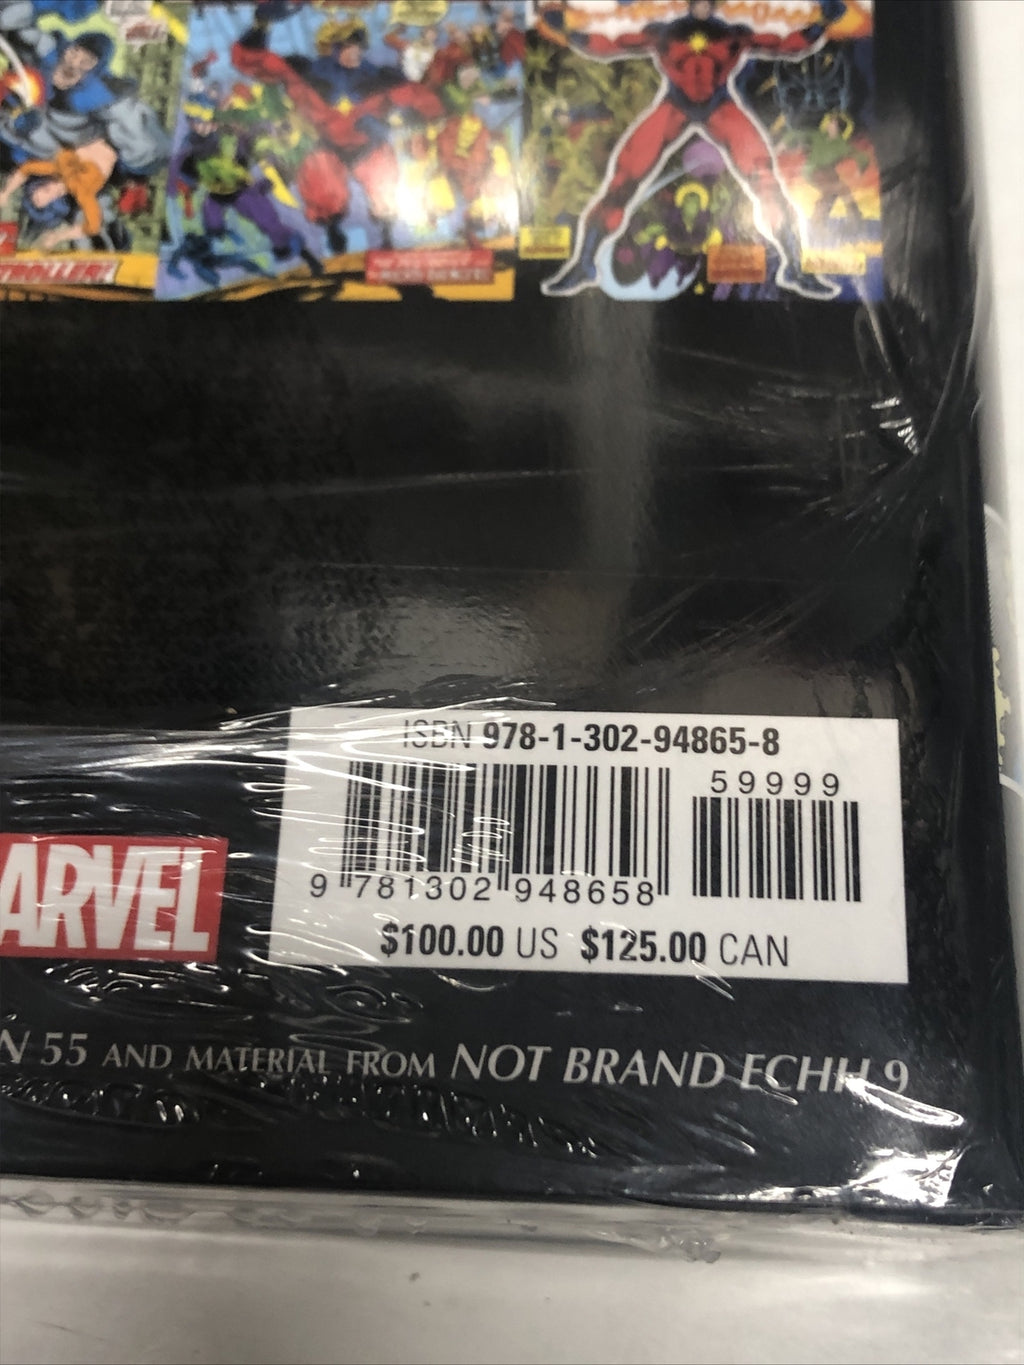 TROLLER!
ISBN 978-1-302-94865-8
59999
9 781302 948658
ARVEL
$100.00 US $125.00 CAN
N 55 AND MATERIAL FROM NOT BRAND ECHH 9